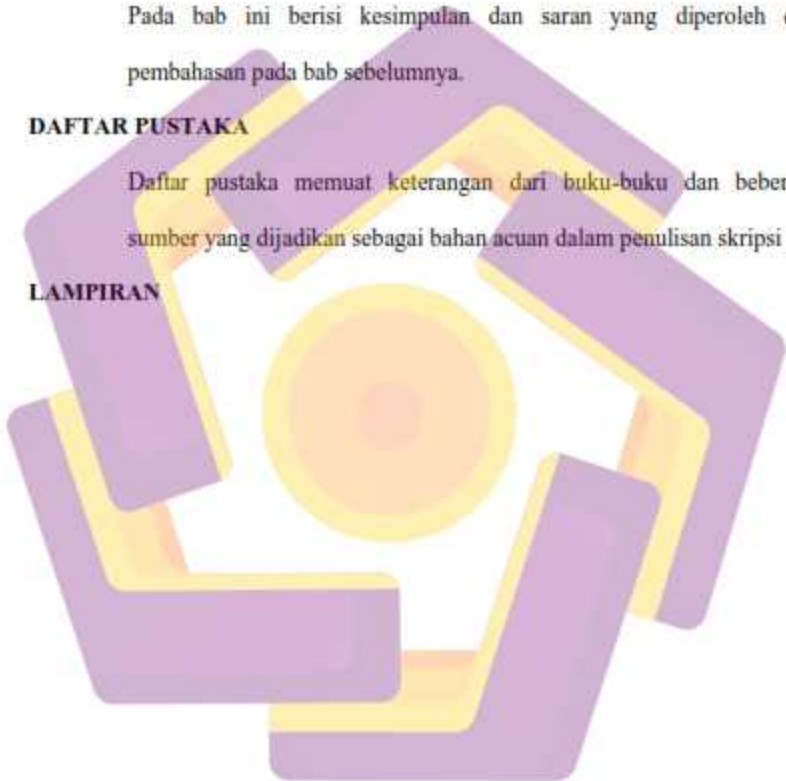 Pada bab ini berisi kesimpulan dan saran yang diperoleh
pembahasan pada bab sebelumnya.
DAFTAR PUSTAKA
Daftar pustaka memuat keterangan dari buku-buku dan
sumber yang dijadikan sebagai bahan acuan dalam penulisan skripsi
LAMPIRAN